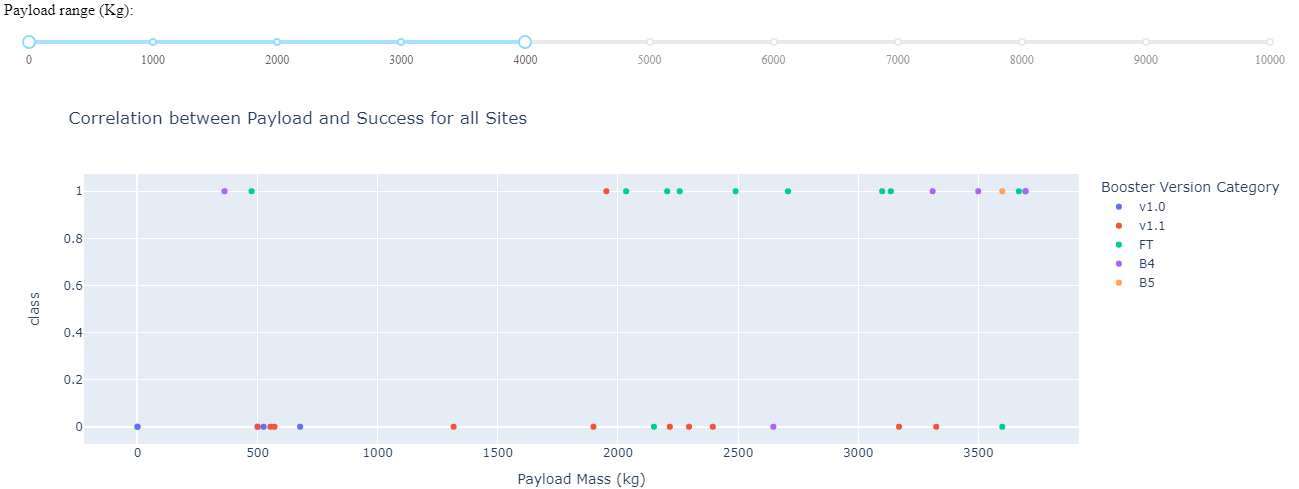 Payload range (Kg):
0 1000 2000 3000 4000 5000 6000 7000 8000 9000 10000
Correlation between Payload and Success for all Sites
Booster Version Category
v1.0
v1.1
FT
B4
B5
1
0.8
0.6
0.4
0.2
0
class
0 500 1000 1500 2000 2500 3000 3500
Payload Mass (kg)